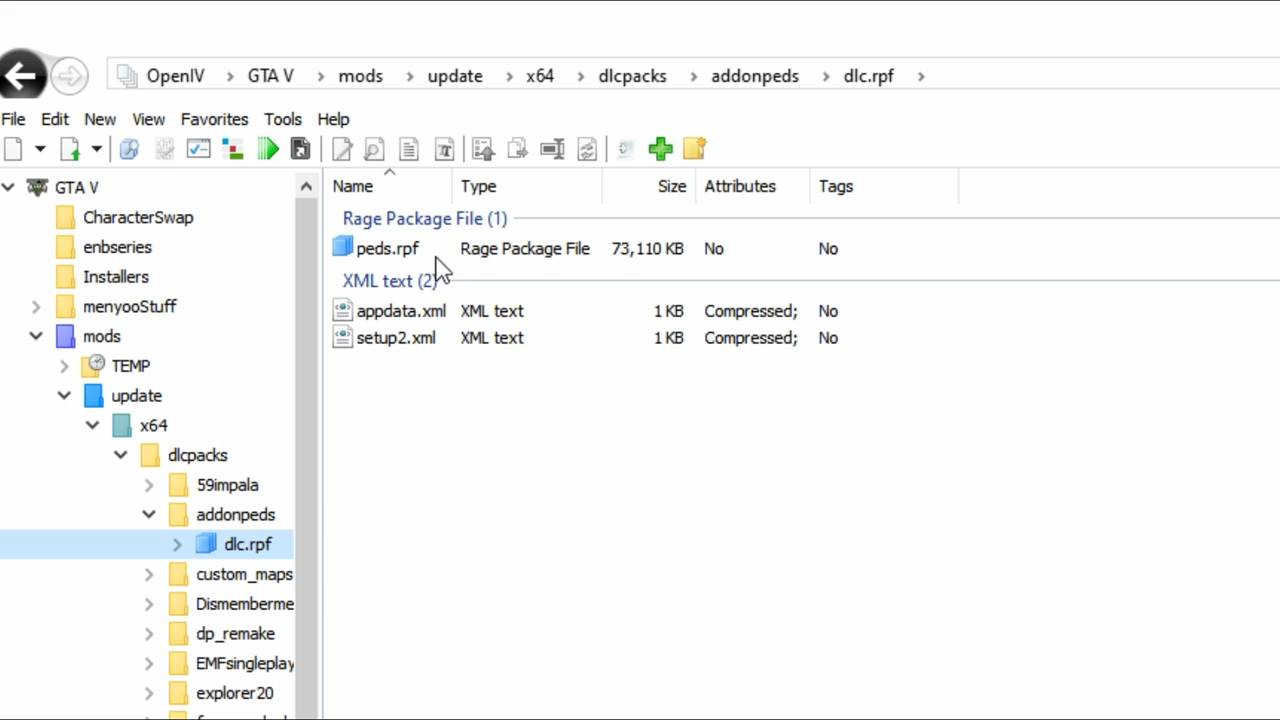 OpenIV > GTA V > mods > update > x64 > dlcpacks > addonpeds > dlc.rpf >
File Edit New View Favorites Tools Help
GTA V
CharacterSwap
enbseries
Installers
menyooStuff
mods
TEMP
update
x64
dlcpacks
59impala
addonpeds
dlc.rpf
custom_maps
Dismemberme
dp_remake
EMFsingleplay
explorer20
Name Type Size Attributes Tags
Rage Package File (1)
peds.rpf Rage Package File 73,110 KB No No
XML text (2)
appdata.xml XML text 1 KB Compressed; No
setup2.xml XML text 1 KB Compressed; No